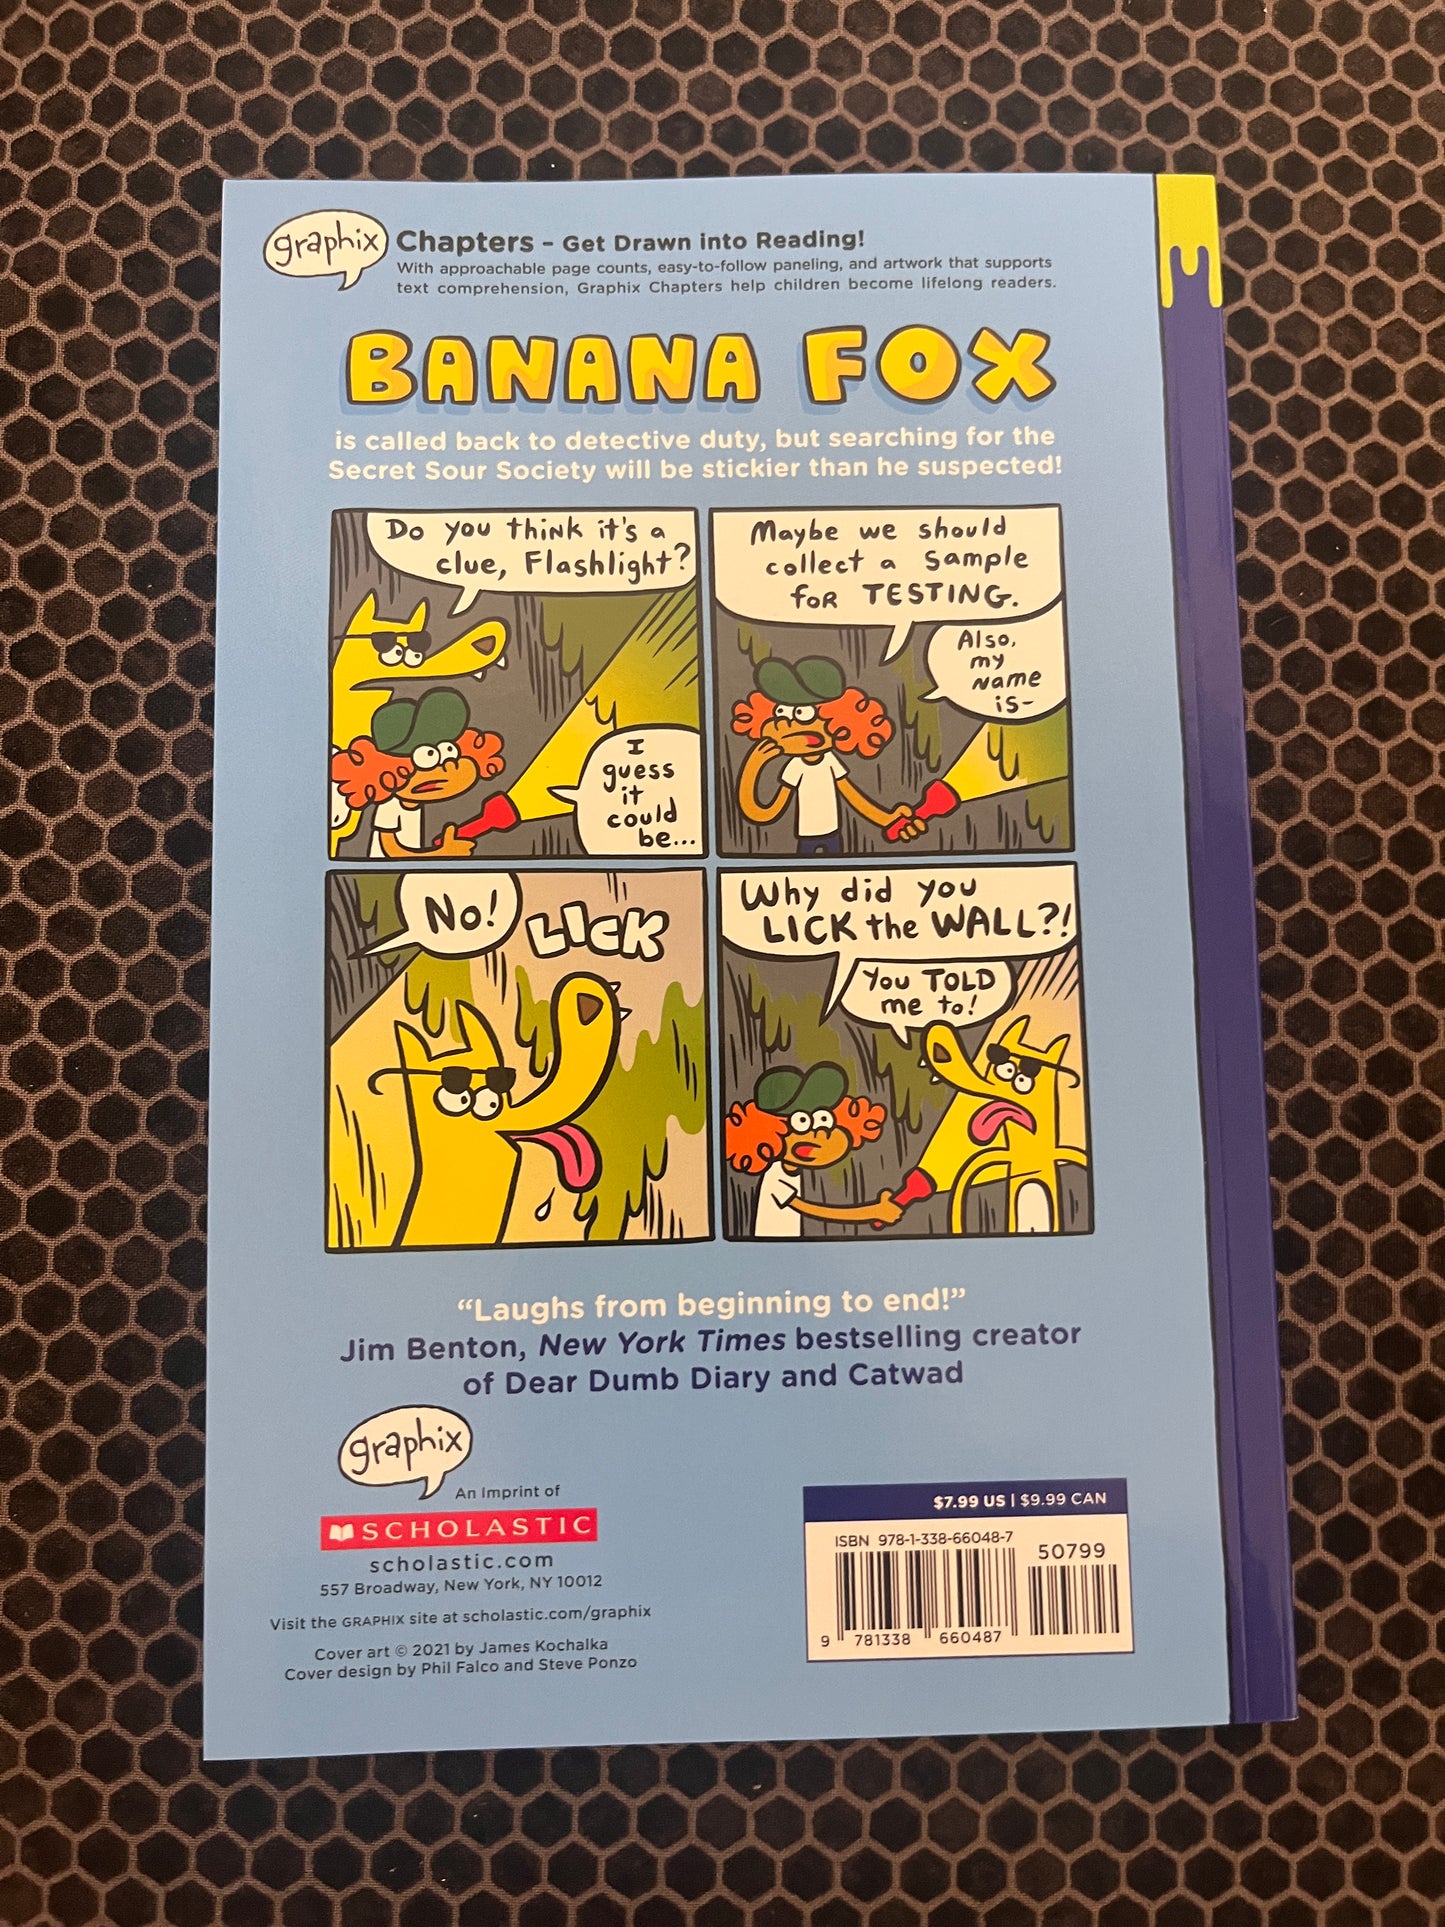 graphix
Chapters – Get Drawn into Reading!
With approachable page counts, easy-to-follow paneling, and artwork that supports
text comprehension, Graphix Chapters help children become lifelong readers.
BANANA FOX
is called back to detective duty, but searching for the
Secret Sour Society will be stickier than he suspected!
Do you think it's a
clue, Flashlight?
I
guess
it
could
be...
Maybe we should
collect a sample
for TESTING.
Also,
my
name
is-
No!
LICK
Why did you
LICK the WALL?!
You TOLD
me to!
“Laughs from beginning to end!”
Jim Benton, New York Times bestselling creator
of Dear Dumb Diary and Catwad
graphix
An Imprint of
SCHOLASTIC
scholastic.com
557 Broadway, New York, NY 10012
Visit the GRAPHIX site at scholastic.com/graphix
Cover art © 2021 by James Kochalka
Cover design by Phil Falco and Steve Ponzo
$7.99 US | $9.99 CAN
ISBN 978-1-338-66048-7
50799
9 781338 660487